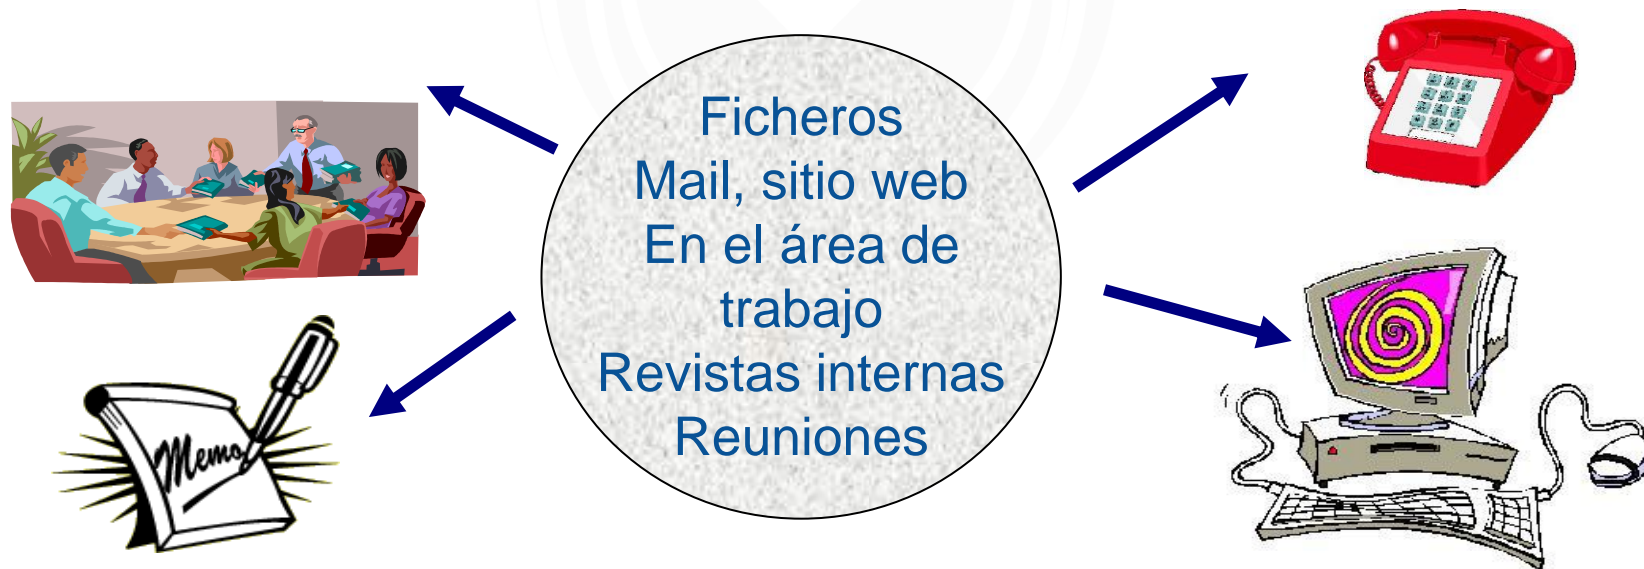 Ficheros
Mail, sitio web
En el área de
trabajo
Revistas internas
Reuniones
Memo